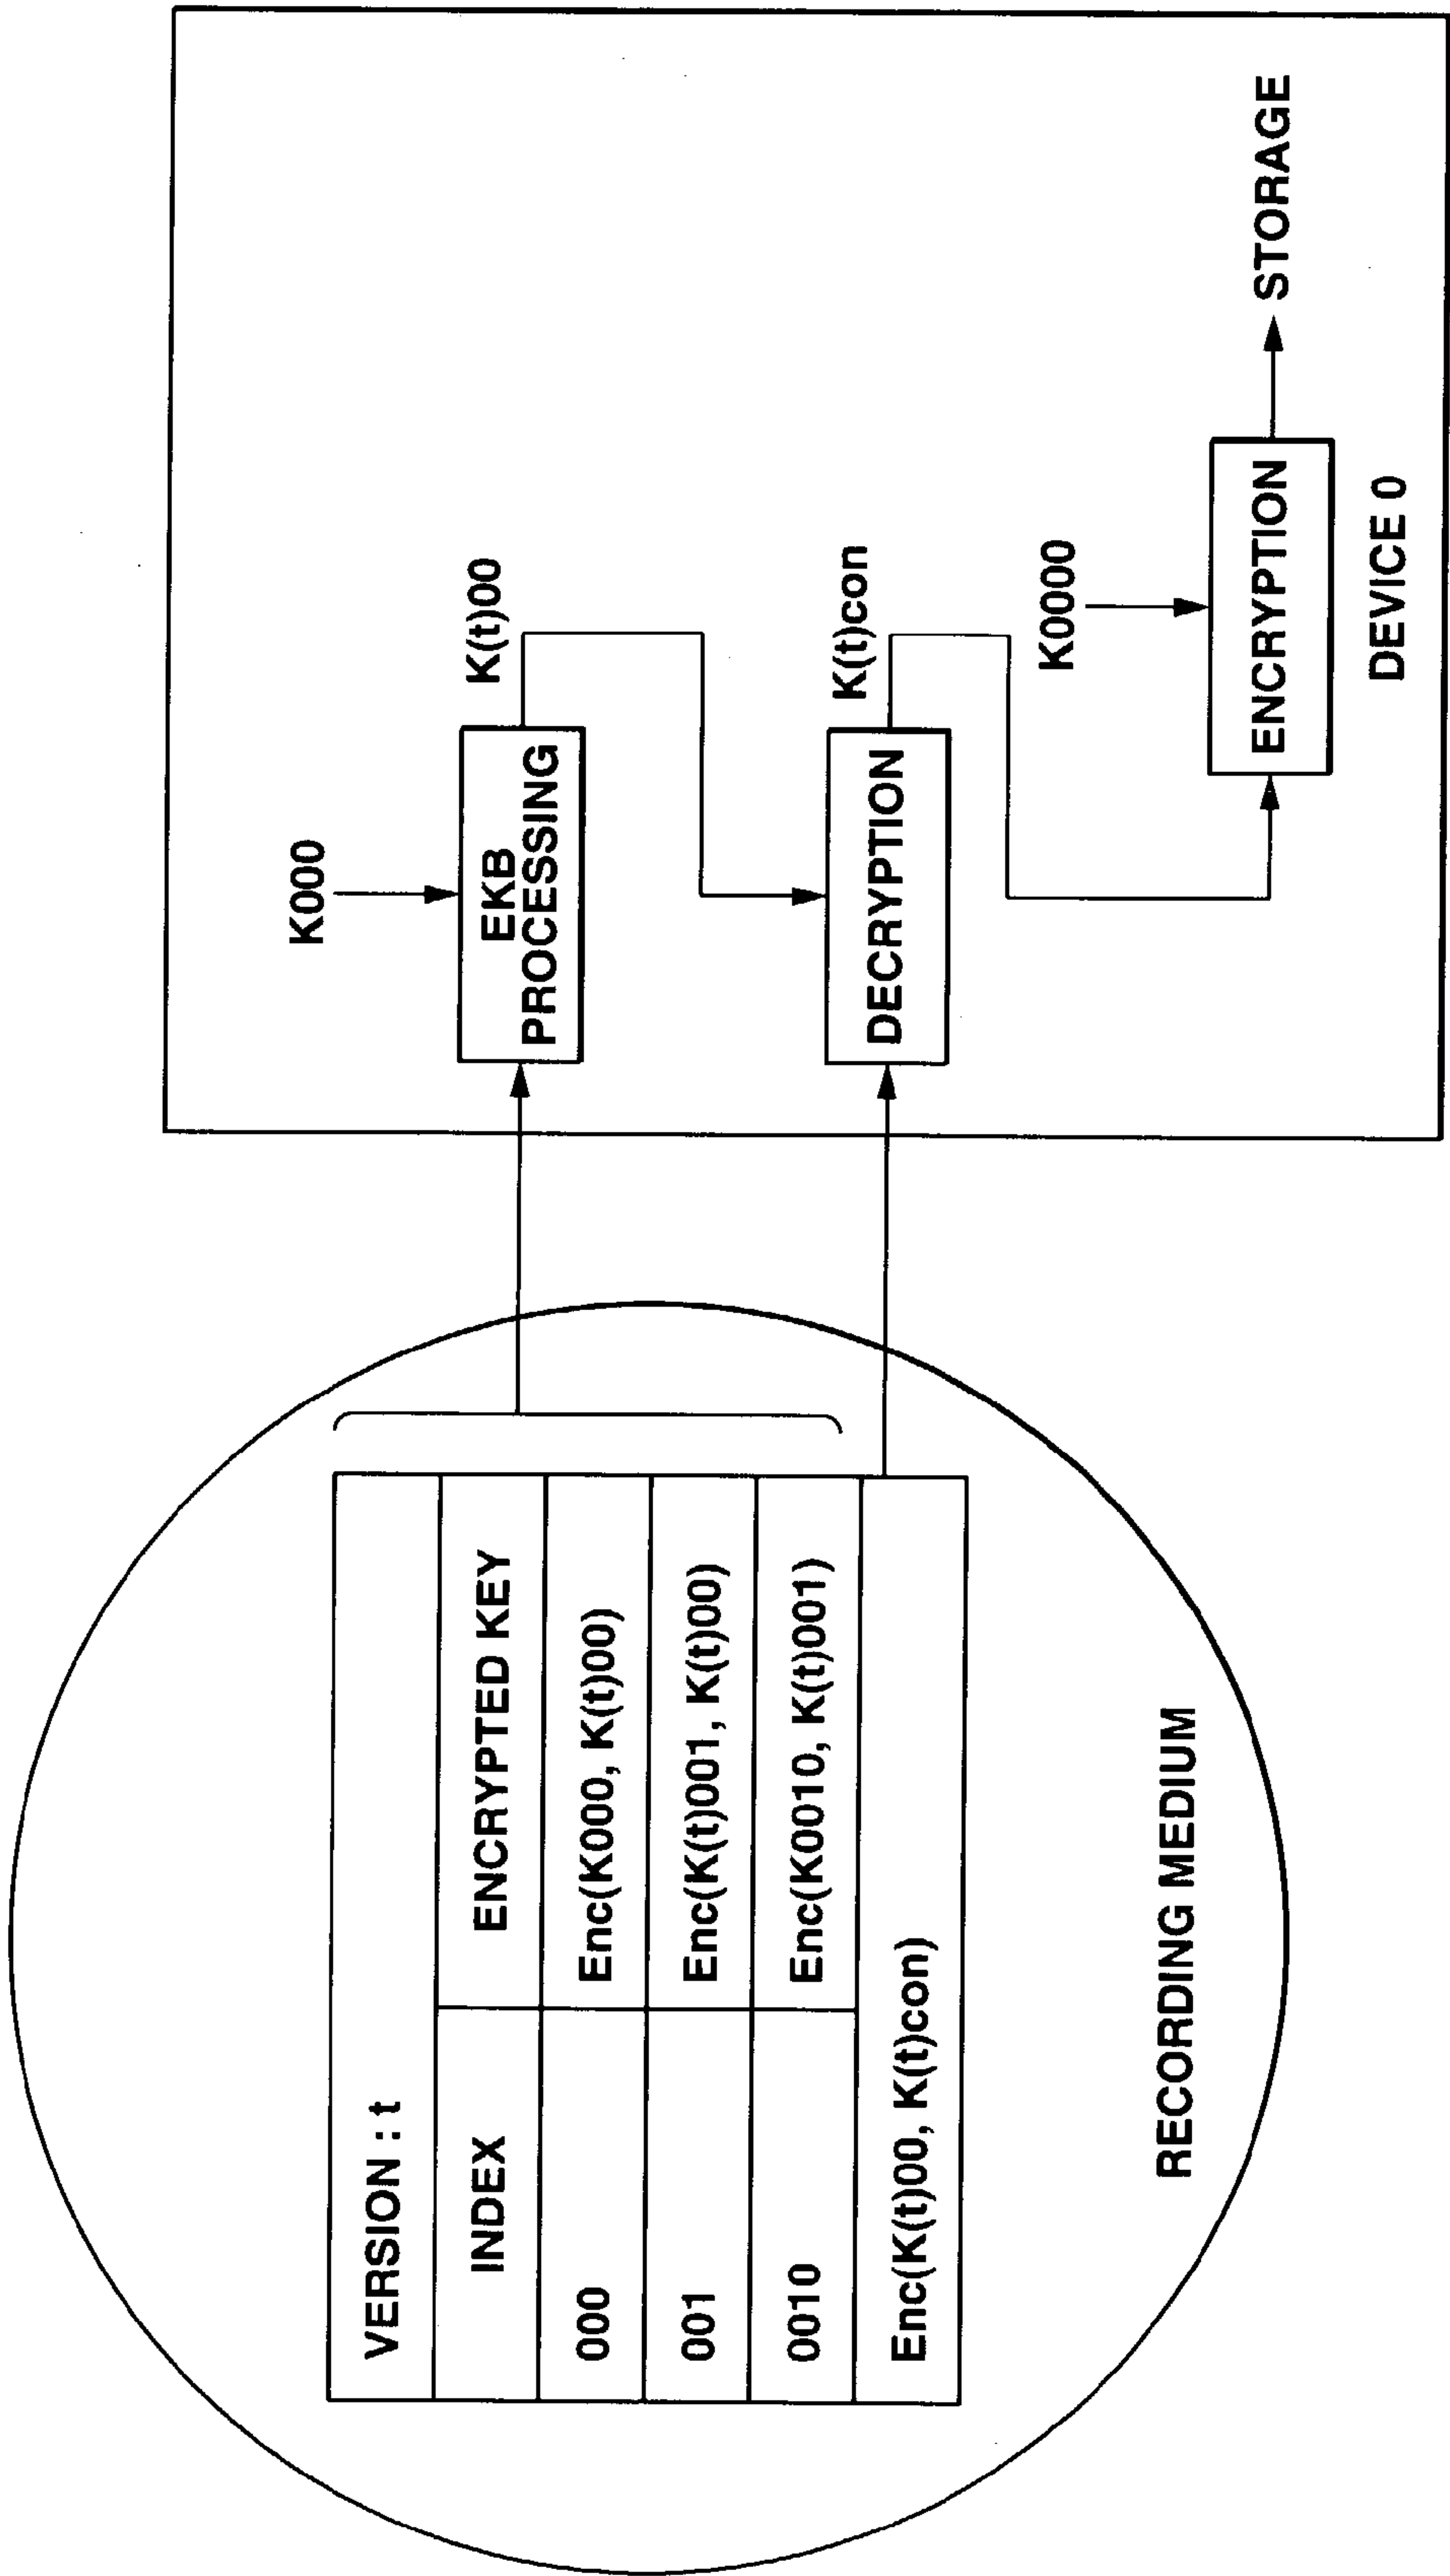 VERSION : t
INDEX
ENCRYPTED KEY
000
Enc(K000, K(t)00)
001
Enc(K(t)001, K(t)00)
0010
Enc(K0010, K(t)001)
Enc(K(t)00, K(t)con)
RECORDING MEDIUM
K000
EKB
PROCESSING
K(t)00
DECRYPTION
K(t)con
K0000
ENCRYPTION
STORAGE
DEVICE 0